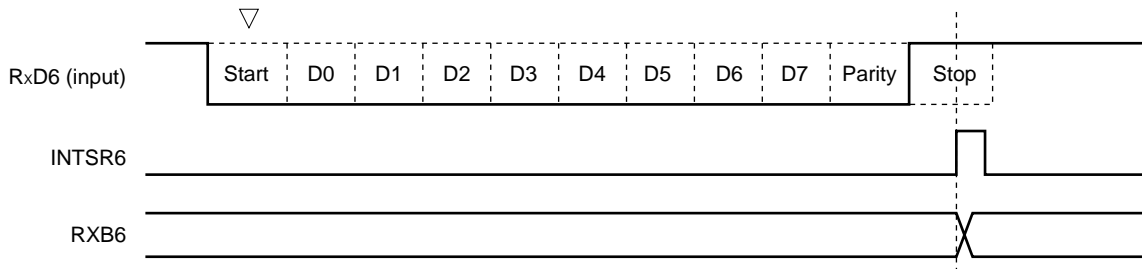 RxD6 (input) Start D0 D1 D2 D3 D4 D5 D6 D7 Parity Stop
INTSR6
RXB6